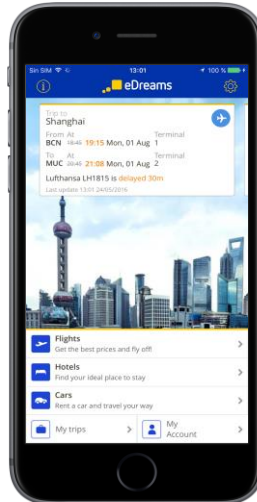 Sin SIM 13:01 100 %
eDreams
Trip to
Shanghai
From At Terminal
BCN 18:45 19:15 Mon, 01 Aug 1
To At Terminal
MUC 20:45 21:08 Mon, 01 Aug 2
Lufthansa LH1815 is delayed 30m
Last update 13:01 24/05/2016
Flights
Get the best prices and fly off!
Hotels
Find your ideal place to stay
Cars
Rent a car and travel your way
My trips
My
Account